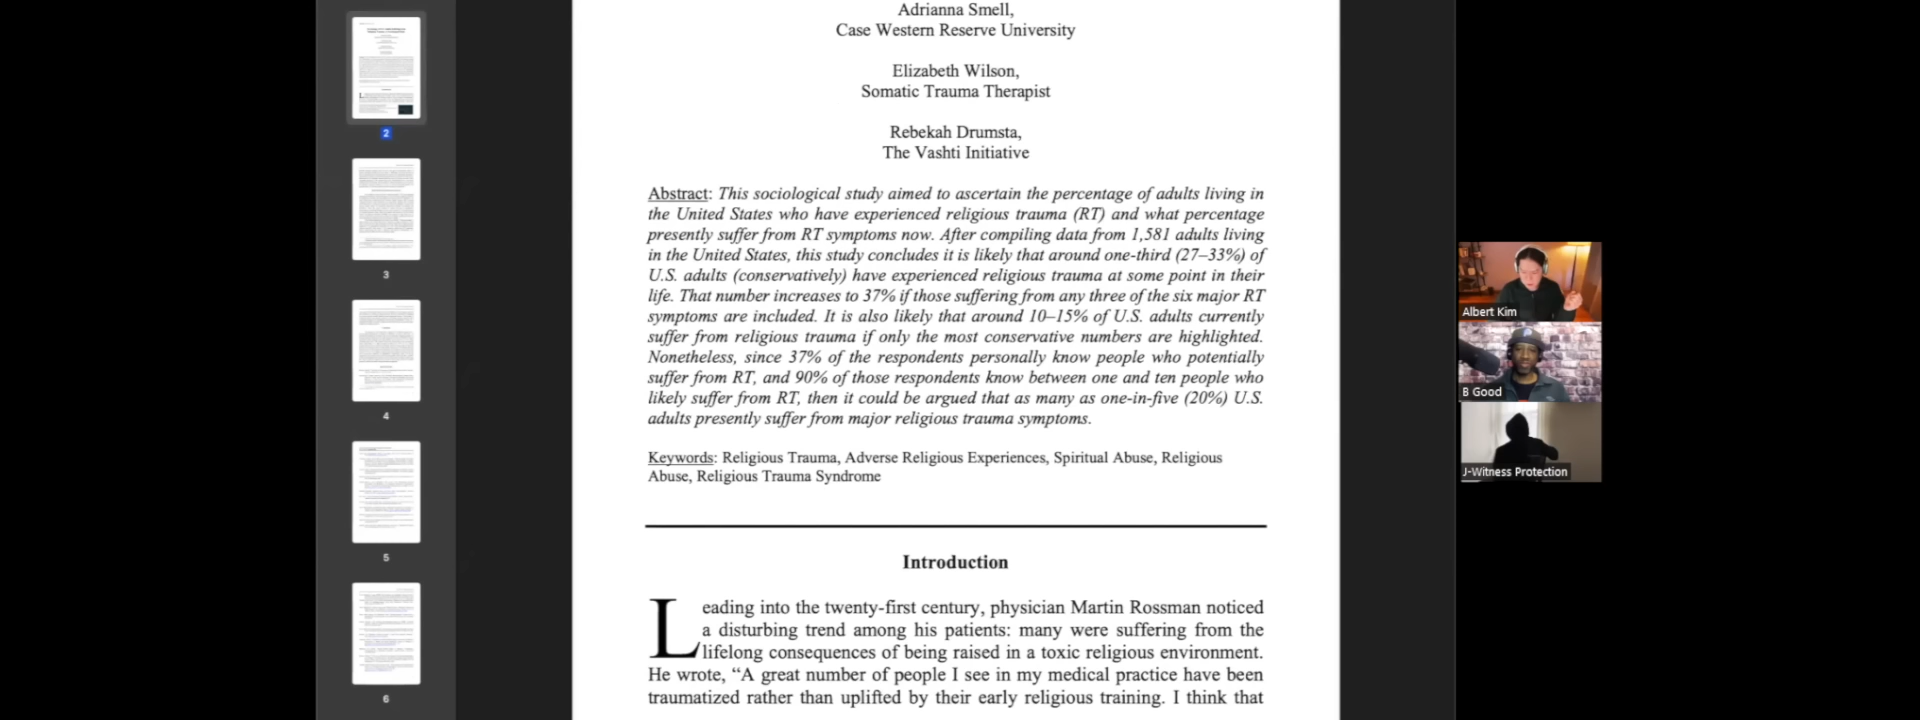 Adrianna Smell,
Case Western Reserve University
Elizabeth Wilson,
Somatic Trauma Therapist
Rebekah Drumsta,
The Vashti Initiative
Abstract: This sociological study aimed to ascertain the percentage of adults living in
the United States who have experienced religious trauma (RT) and what percentage
presently suffer from RT symptoms now. After compiling data from 1,581 adults living
in the United States, this study concludes it is likely that around one-third (27–33%) of
U.S. adults (conservatively) have experienced religious trauma at some point in their
life. That number increases to 37% if those suffering from any three of the six major RT
symptoms are included. It is also likely that around 10–15% of U.S. adults currently
suffer from religious trauma if only the most conservative numbers are highlighted.
Nonetheless, since 37% of the respondents personally know people who potentially
suffer from RT, and 90% of those respondents know between one and ten people who
likely suffer from RT, then it could be argued that as many as one-in-five (20%) U.S.
adults presently suffer from major religious trauma symptoms.
Keywords: Religious Trauma, Adverse Religious Experiences, Spiritual Abuse, Religious
Abuse, Religious Trauma Syndrome
Introduction
Leading into the twenty-first century, physician Martin Rossman noticed
a disturbing trend among his patients: many were suffering from the
lifelong consequences of being raised in a toxic religious environment.
He wrote, “A great number of people I see in my medical practice have been
traumatized rather than uplifted by their early religious training. I think that
2
3
4
5
6
Albert Kim
B Good
J-Witness Protection